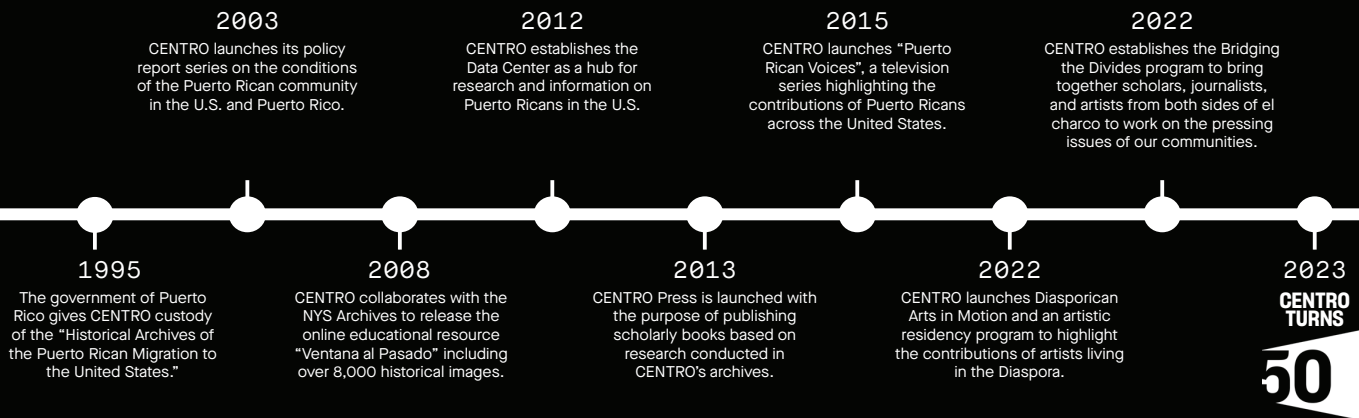 2003
CENTRO launches its policy
report series on the conditions
of the Puerto Rican community
in the U.S. and Puerto Rico.
2012
CENTRO establishes the
Data Center as a hub for
research and information on
Puerto Ricans in the U.S.
2015
CENTRO launches “Puerto
Rican Voices”, a television
series highlighting the
contributions of Puerto Ricans
across the United States.
2022
CENTRO establishes the Bridging
the Divides program to bring
together scholars, journalists,
and artists from both sides of el
charco to work on the pressing
issues of our communities.
1995
The government of Puerto
Rico gives CENTRO custody
of the “Historical Archives of
the Puerto Rican Migration to
the United States.”
2008
CENTRO collaborates with the
NYS Archives to release the
online educational resource
“Ventana al Pasado” including
over 8,000 historical images.
2013
CENTRO Press is launched with
the purpose of publishing
scholarly books based on
research conducted in
CENTRO’s archives.
2022
CENTRO launches Diasporican
Arts in Motion and an artistic
residency program to highlight
the contributions of artists living
in the Diaspora.
2023
CENTRO
TURNS
50